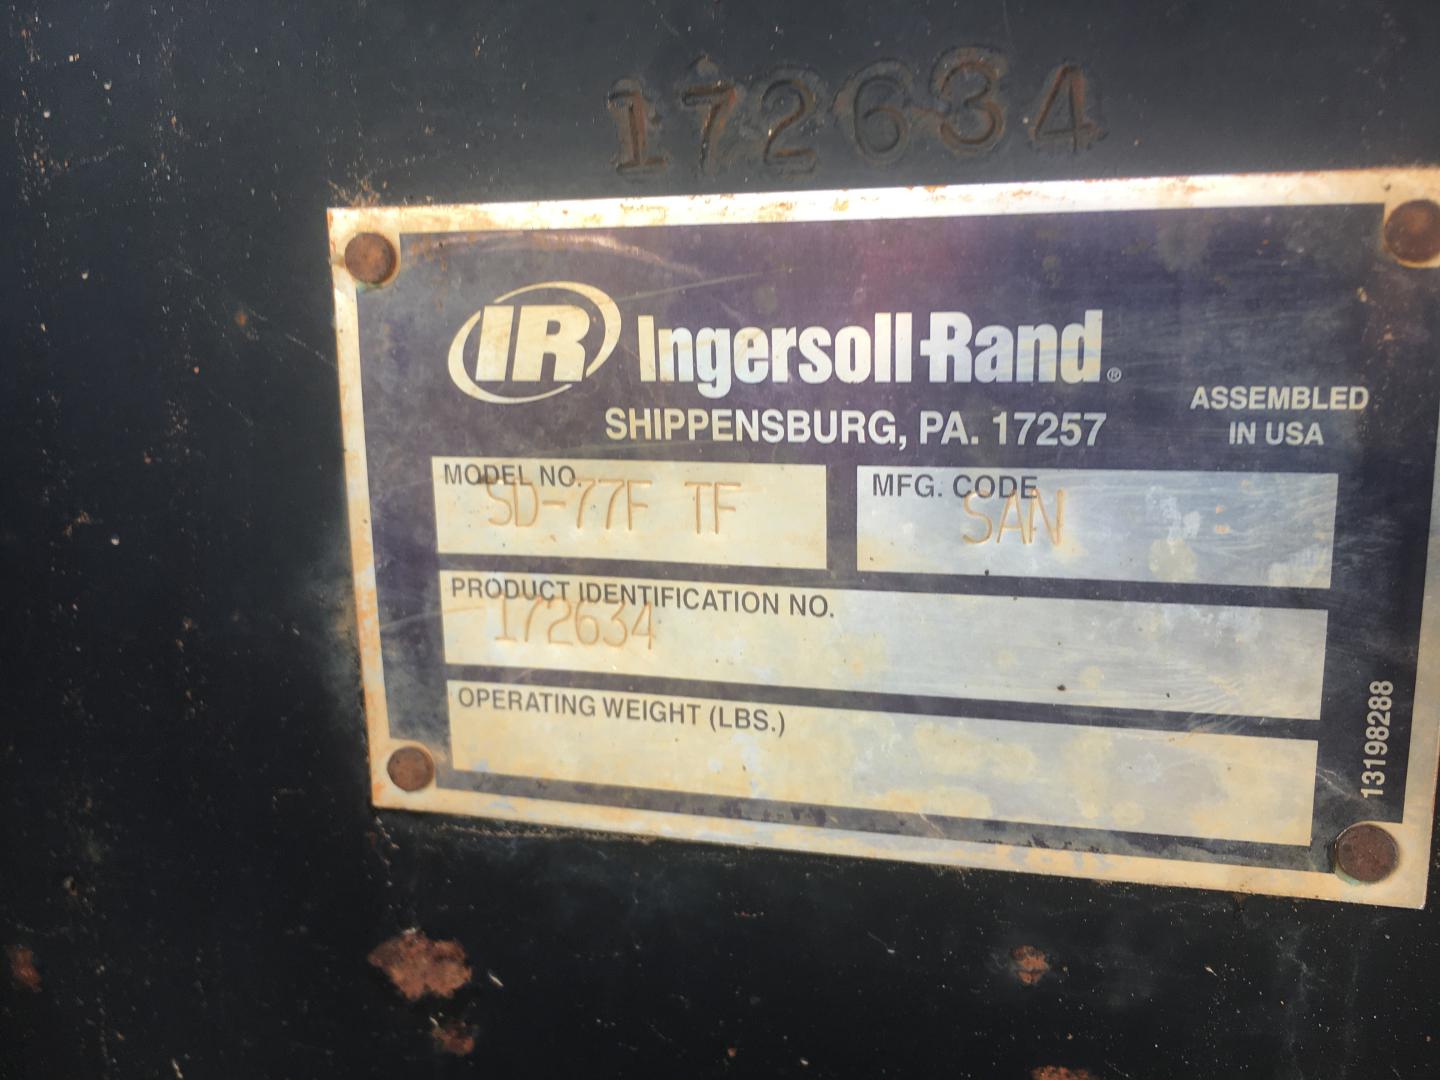 172634
IR Ingersoll-Rand®
SHIPPENSBURG, PA. 17257
ASSEMBLED
IN USA
MODEL NO.
SD-77F TF
MFG. CODE
SAN
PRODUCT IDENTIFICATION NO.
172634
OPERATING WEIGHT (LBS.)
13198288